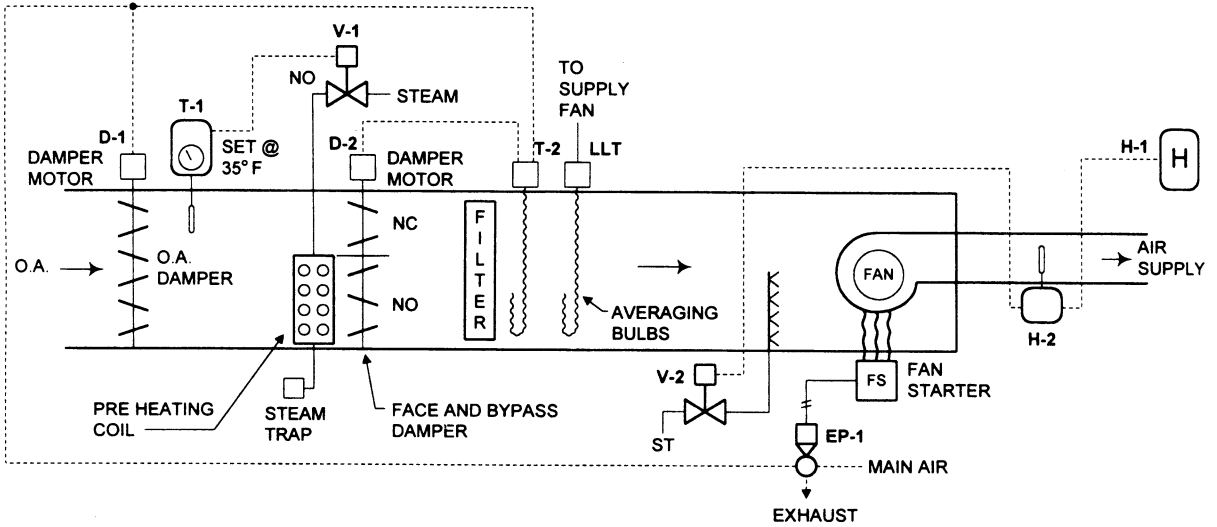 V-1
NO
STEAM
TO
SUPPLY
FAN
T-1
D-1
SET @
35° F
D-2
T-2
LLT
DAMPER
MOTOR
DAMPER
MOTOR
H-1
H
NC
O.A.
O.A.
DAMPER
NO
FILTER
FAN
AIR
SUPPLY
AVERAGING
BULBS
H-2
V-2
FS
FAN
STARTER
PRE HEATING
COIL
STEAM
TRAP
FACE AND BYPASS
DAMPER
ST
EP-1
MAIN AIR
EXHAUST